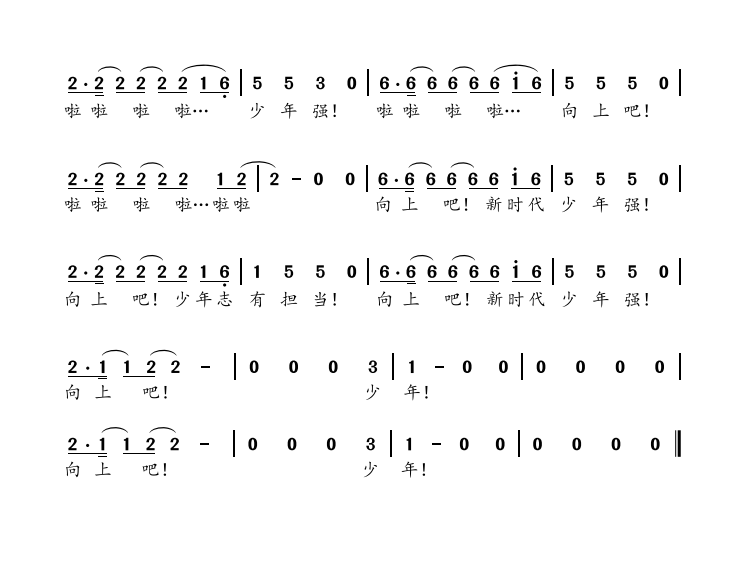 2·2 2 2 2 2 1 6 | 5 5 3 0 | 6·6 6 6 6 6 1 6 | 5 5 5 0 |
啦啦 啦 啦… 少年强! 啦啦 啦 啦… 向上吧!
2·2 2 2 2 2 1 2 | 2 – 0 0 | 6·6 6 6 6 6 1 6 | 5 5 5 0 |
啦啦 啦 啦…啦啦 向上 吧! 新时代 少年强!
2·2 2 2 2 2 1 6 | 1 5 5 0 | 6·6 6 6 6 6 1 6 | 5 5 5 0 |
向上 吧! 少年志 有担当! 向上 吧! 新时代 少年强!
2·1 1 2 2 – | 0 0 0 3 | 1 – 0 0 | 0 0 0 0 |
向上 吧! 少 年!
2·1 1 2 2 – | 0 0 0 3 | 1 – 0 0 | 0 0 0 0 ‖
向上 吧! 少 年!